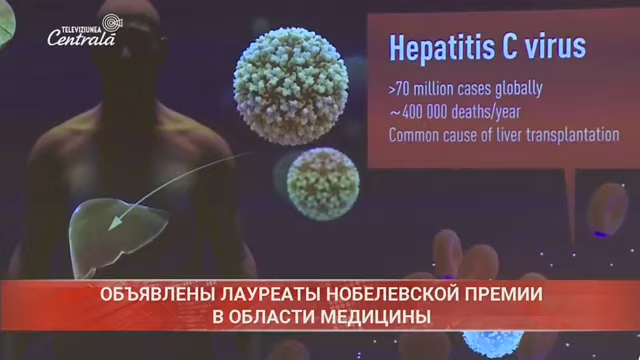 TELEVIZIUNEA
Centrală
Hepatitis C virus
>70 million cases globally
~400 000 deaths/year
Common cause of liver transplantation
ОБЪЯВЛЕНЫ ЛАУРЕАТЫ НОБЕЛЕВСКОЙ ПРЕМИИ
В ОБЛАСТИ МЕДИЦИНЫ